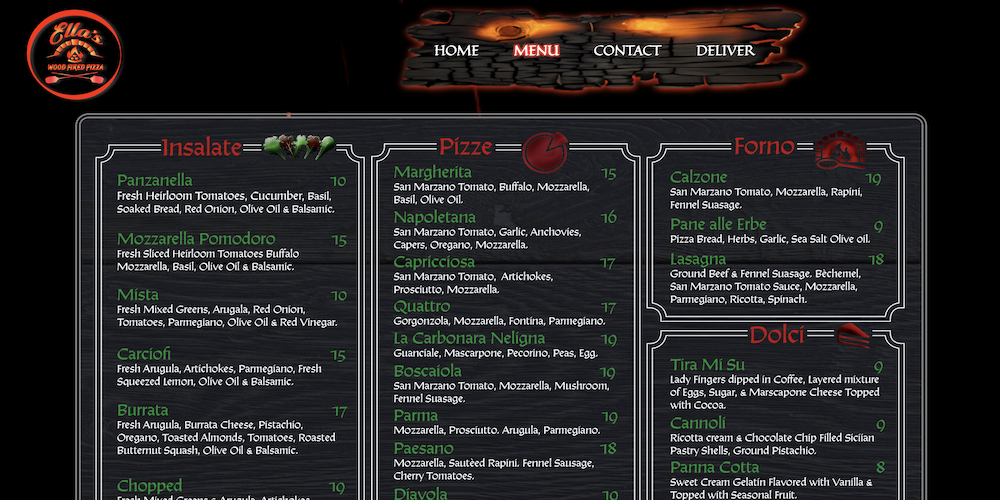 Ella's
WOOD FIRED PIZZA
HOME MENU CONTACT DELIVER
Insalate
Panzanella 10
Fresh Heirloom Tomatoes, Cucumber, Basil,
Soaked Bread, Red Onion, Olive Oil & Balsamic.
Mozzarella Pomodoro 15
Fresh Sliced Heirloom Tomatoes Buffalo
Mozzarella, Basil, Olive Oil & Balsamic.
Mista 10
Fresh Mixed Greens, Arugala, Red Onion,
Tomatoes, Parmegiano, Olive Oil & Red Vinegar.
Carciofi 15
Fresh Arugula, Artichokes, Parmegiano, Fresh
Squeezed Lemon, Olive Oil & Balsamic.
Burrata 17
Fresh Arugula, Burrata Cheese, Pistachio,
Oregano, Toasted Almonds, Tomatoes, Roasted
Butternut Squash, Olive Oil & Balsamic.
Chopped 19
Fresh Mixed Greens & Arugula, Artichokes,
Pizze
Margherita 15
San Marzano Tomato, Buffalo, Mozzarella,
Basil, Olive Oil.
Napoletana 16
San Marzano Tomato, Garlic, Anchovies,
Capers, Oregano, Mozzarella.
Capricciosa 17
San Marzano Tomato, Artichokes,
Prosciutto, Mozzarella.
Quattro 17
Gorgonzola, Mozzarella, Fontina, Parmegiano.
La Carbonara Neligna 19
Guanciale, Mascarpone, Pecorino, Peas, Egg.
Boscaiola 19
San Marzano Tomato, Mozzarella, Mushroom,
Fennel Suasage.
Parma 19
Mozzarella, Prosciutto. Arugula, Parmegiano.
Paesano 18
Mozzarella, Sautèed Rapini. Fennel Sausage,
Cherry Tomatoes.
Diavola 19
Forno
Calzone 19
San Marzano Tomato, Mozzarella, Rapini,
Fennel Suasage.
Pane alle Erbe 9
Pizza Bread, Herbs, Garlic, Sea Salt Olive oil.
Lasagna 18
Ground Beef & Fennel Suasage. Bèchemel,
San Marzano Tomato Sauce, Mozzarella,
Parmegiano, Ricotta, Spinach.
Dolci
Tira Mi Su 9
Lady Fingers dipped in Coffee, Layered mixture
of Eggs, Sugar, & Marscapone Cheese Topped
with Cocoa.
Cannoli 9
Ricotta cream & Chocolate Chip Filled Siciian
Pastry Shells, Ground Pistachio.
Panna Cotta 8
Sweet Cream Gelatin Flavored with Vanilla &
Topped with Seasonal Fruit.